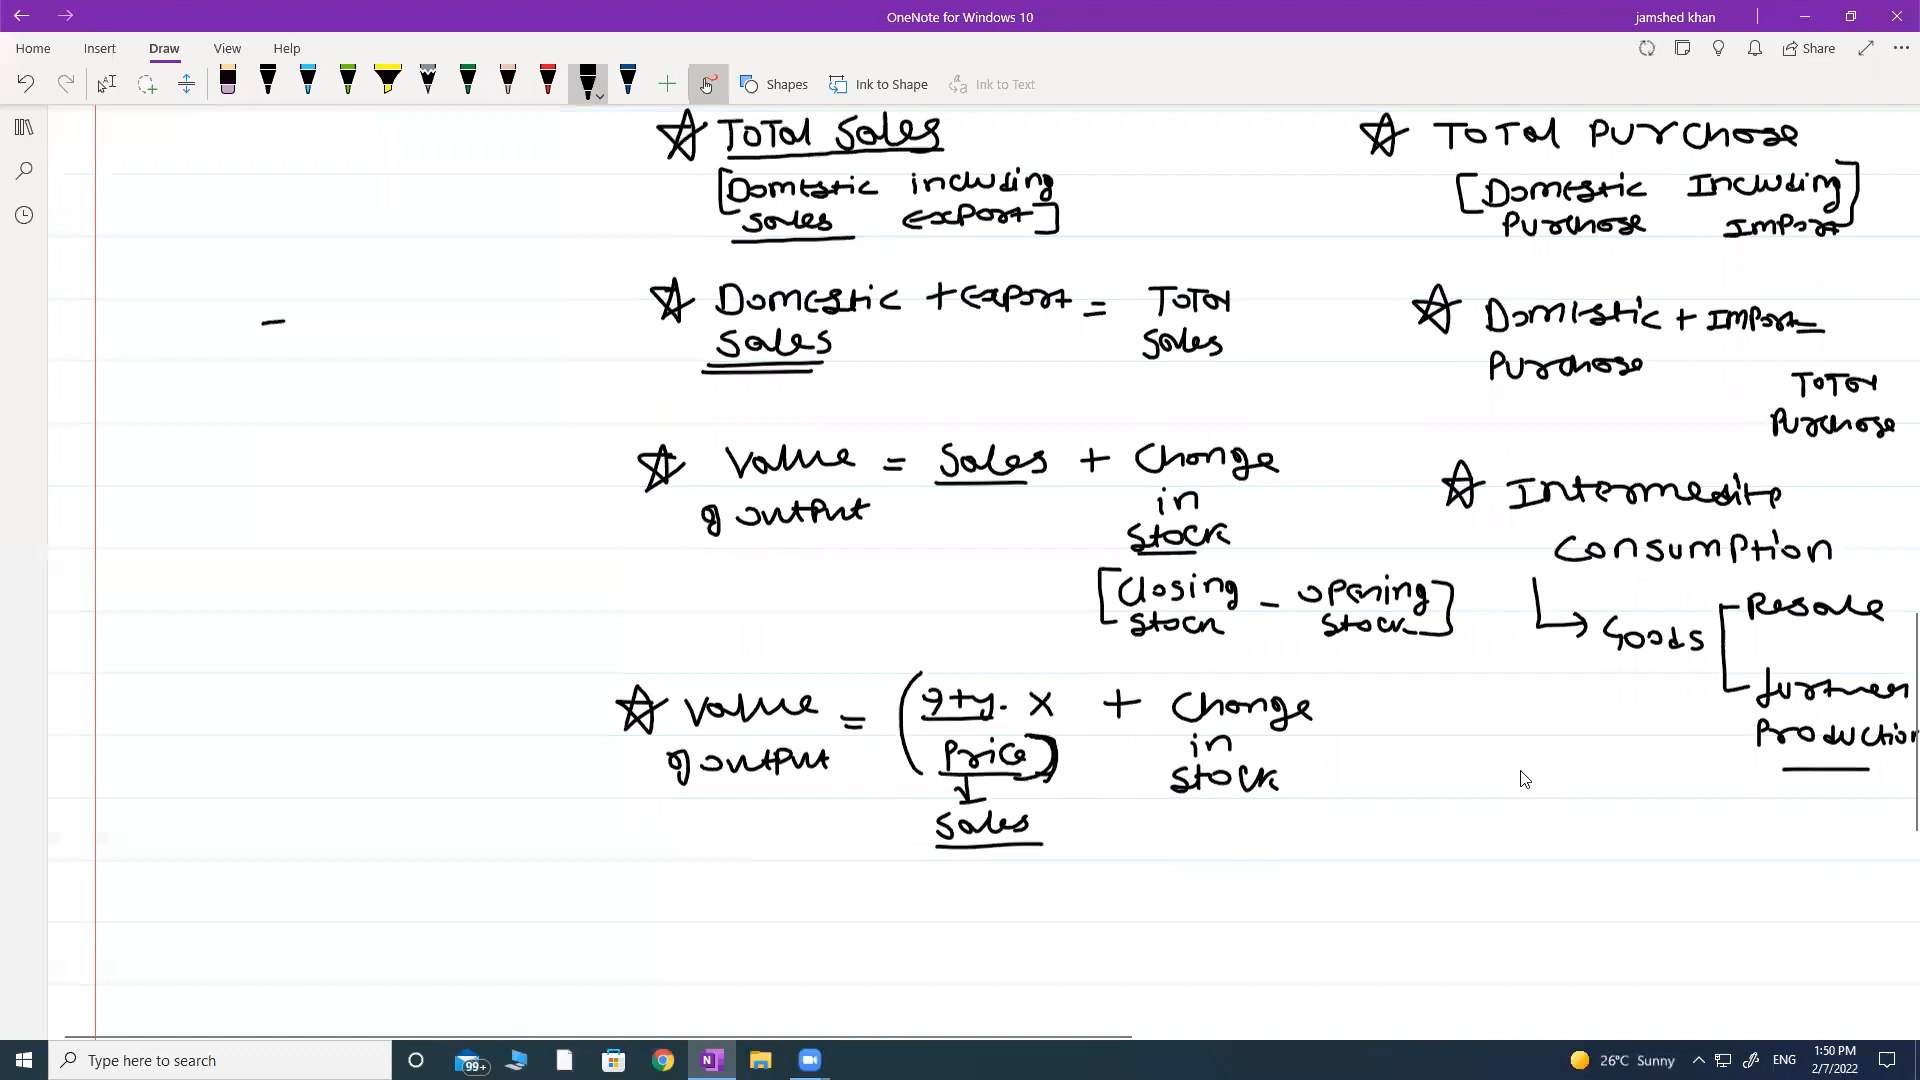 OneNote for Windows 10
jamshed khan
Home Insert Draw View Help
Share
Shapes Ink to Shape Ink to Text
Total Sales
[Domestic including
Sales export]
Domestic + export = Total
Sales Sales
Value = Sales + Change
of output in
Stock
[Closing - opening]
Stock Stock
Value = (qty. x + Change
of output Price) in
Stock
Sales
Total Purchase
[Domestic Including
Purchase Import]
Domestic + Import =
Purchase
Total
Purchase
Intermediate
Consumption
Goods Resale
further
Production
Type here to search
99+
26°C Sunny
ENG
1:50 PM
2/7/2022